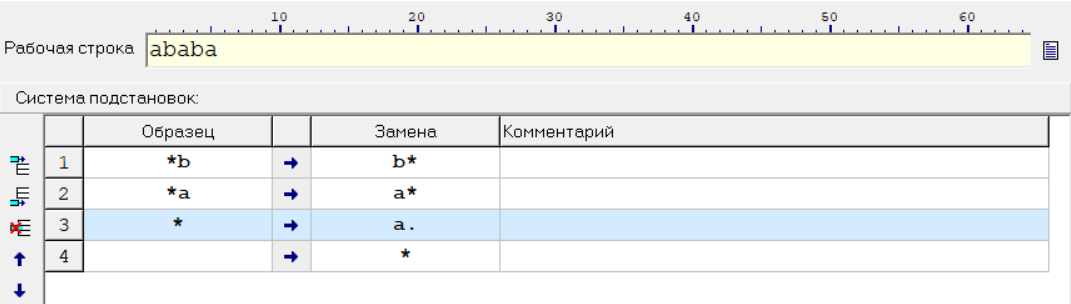 10 20 30 40 50 60
Рабочая строка ababa
Система подстановок:
Образец Замена Комментарий
1 *b → b*
2 *a → a*
3 * → a.
4 → *